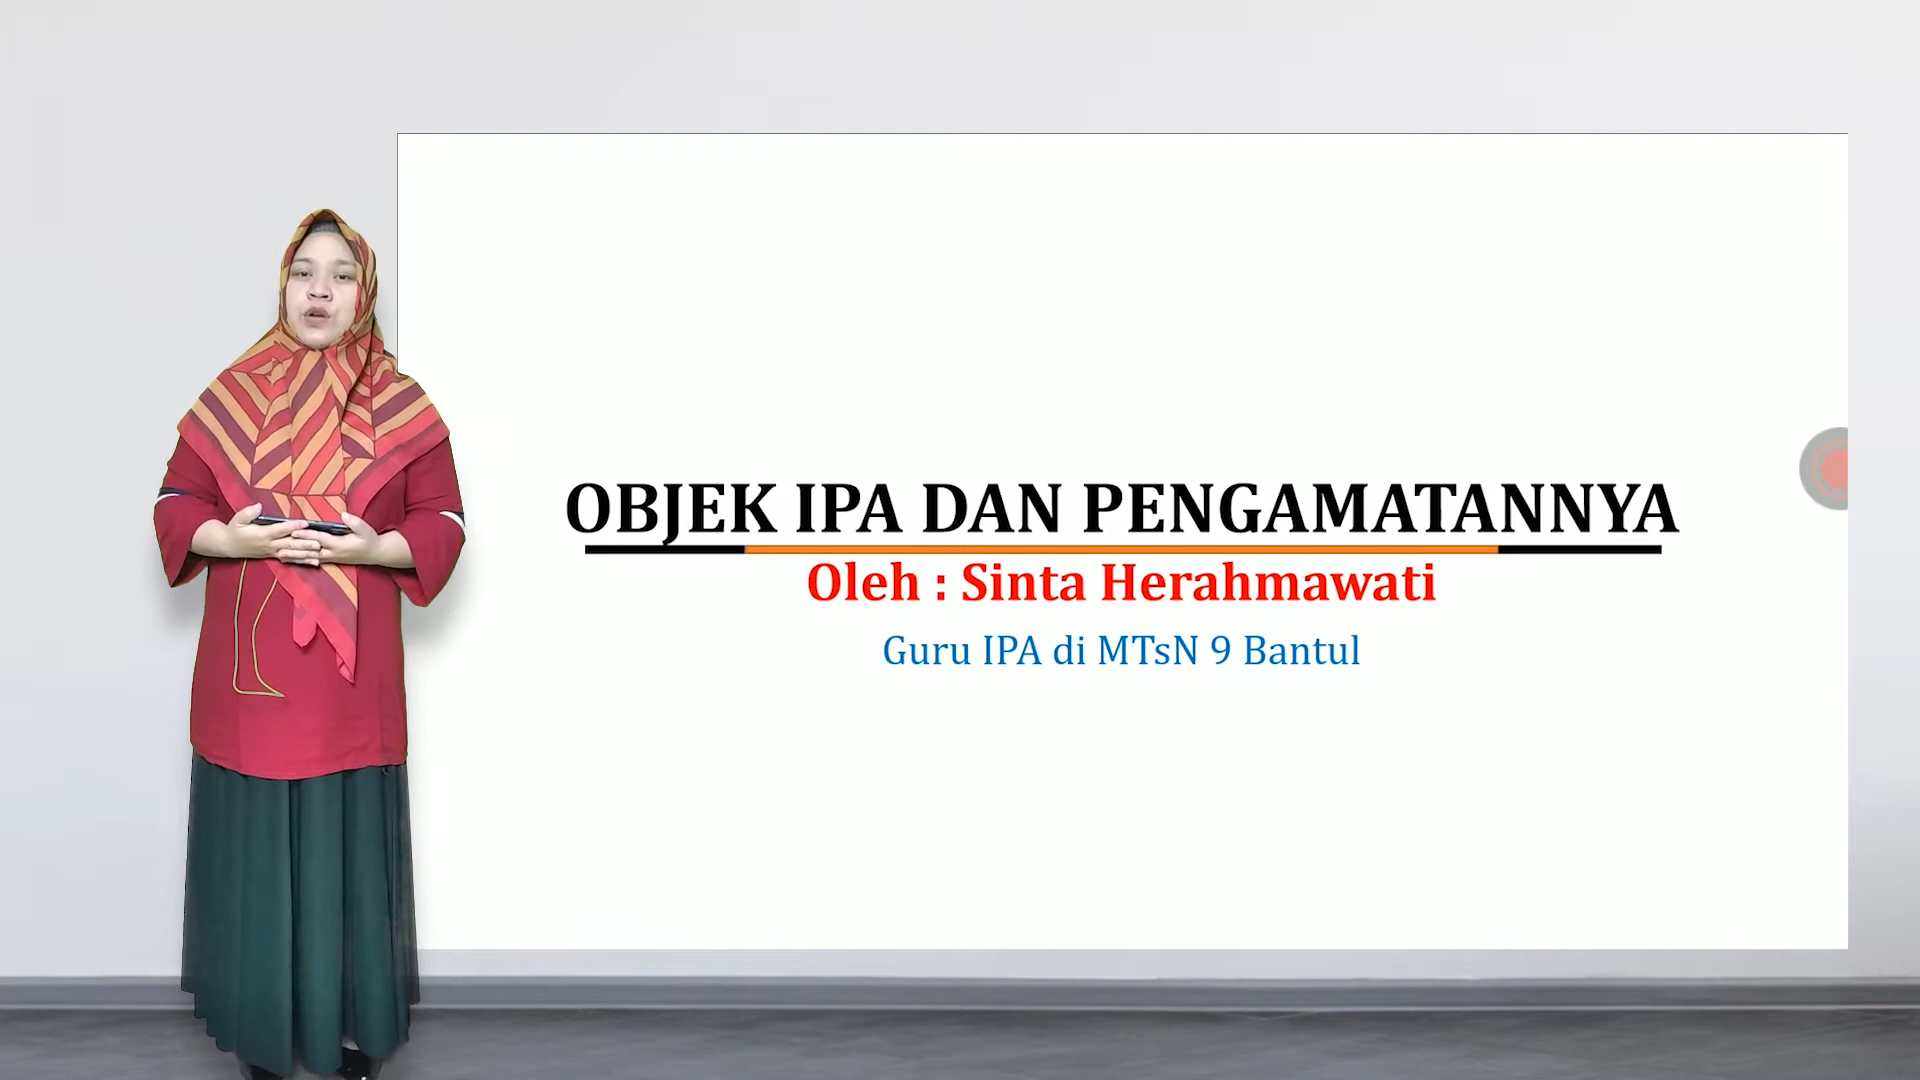 OBJEK IPA DAN PENGAMATANNYA
Oleh : Sinta Herahmawati
Guru IPA di MTsN 9 Bantul